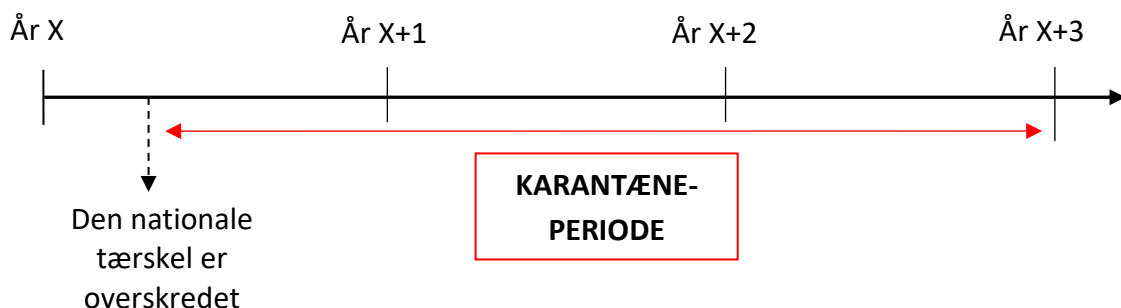 År X
År X+1
År X+2
År X+3
KARANTÆNE-
PERIODE
Den nationale
tærskel er
overskredet